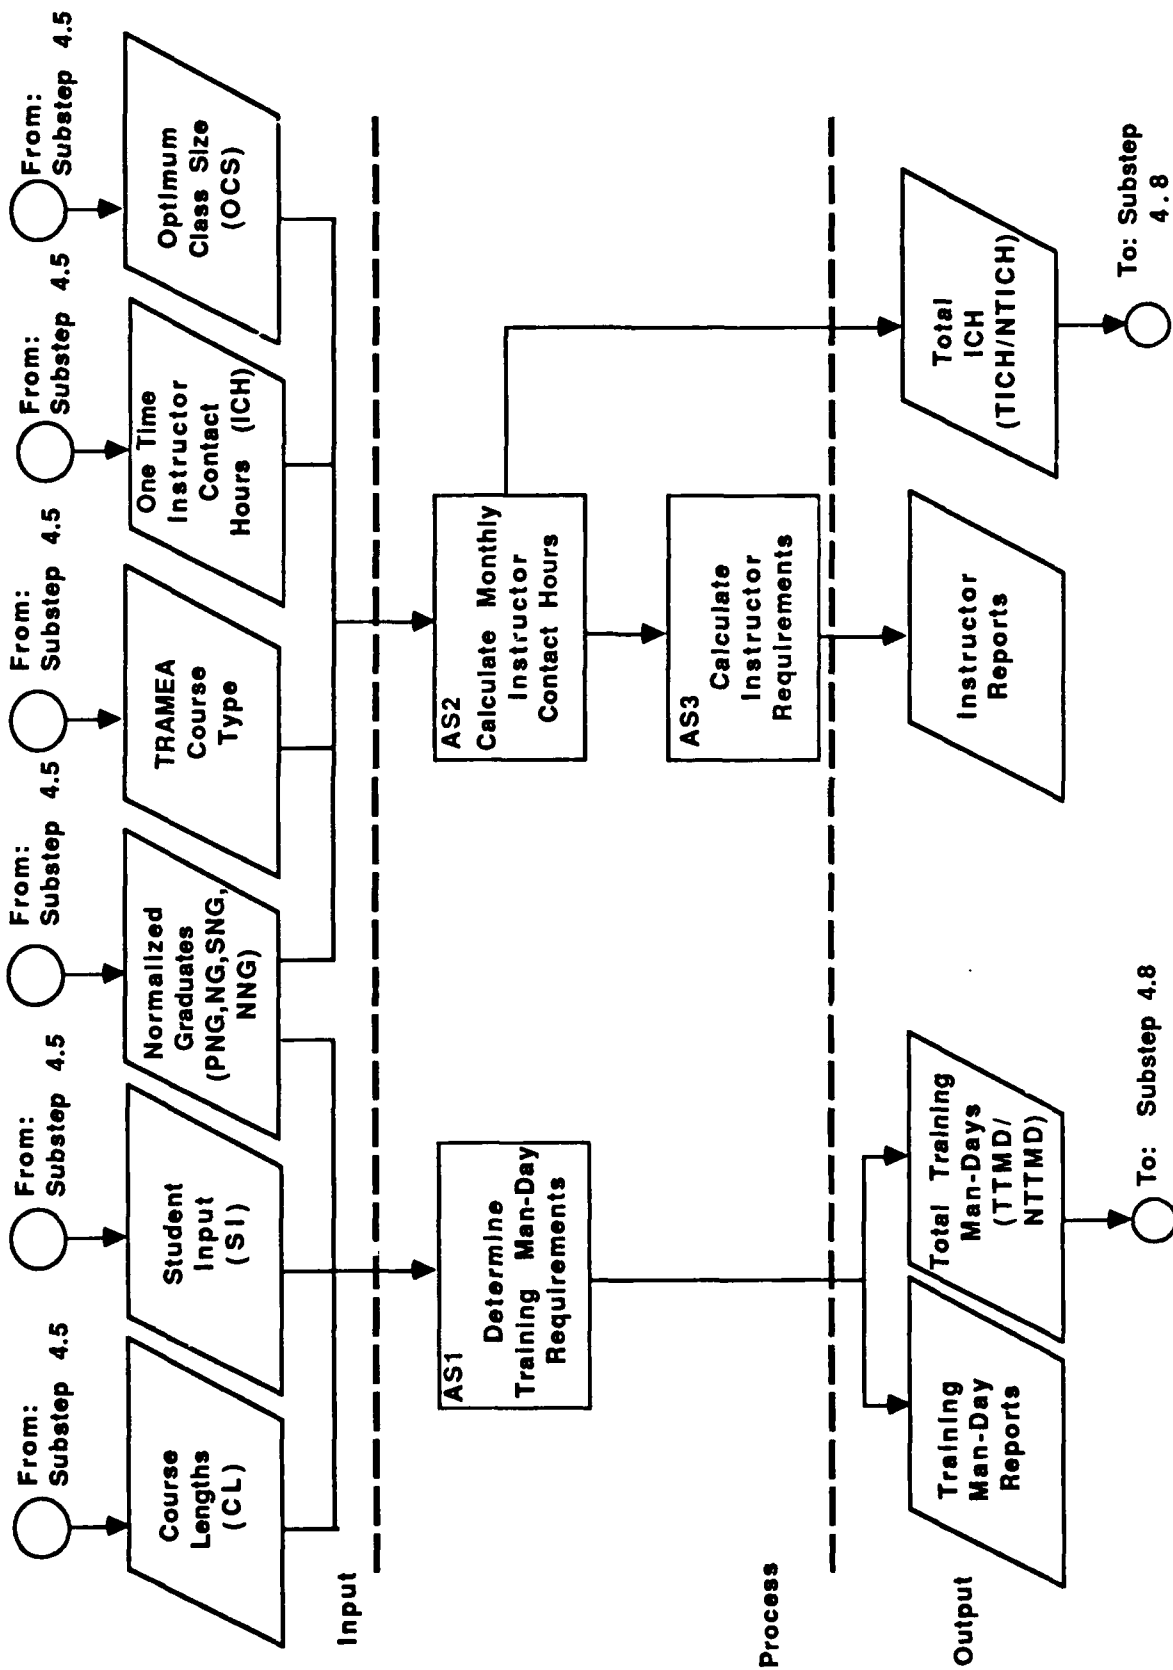 From:
Substep 4.5
From:
Substep 4.5
From:
Substep 4.5
From:
Substep 4.5
From:
Substep 4.5
From:
Substep 4.5
Course
Lengths
(CL)
Student
Input
(SI)
Normalized
Graduates
(PNG,NG,SNG,
NNG)
TRAMEA
Course
Type
One Time
Instructor
Contact
Hours (ICH)
Optimum
Class Size
(OCS)
Input
AS1
Determine
Training Man-Day
Requirements
AS2
Calculate Monthly
Instructor
Contact Hours
AS3
Calculate
Instructor
Requirements
Process
Output
Training
Man-Day
Reports
Total Training
Man-Days
(TTMD/
NTTMD)
Instructor
Reports
Total
ICH
(TICH/NTICH)
To: Substep 4.8
To: Substep
4.8